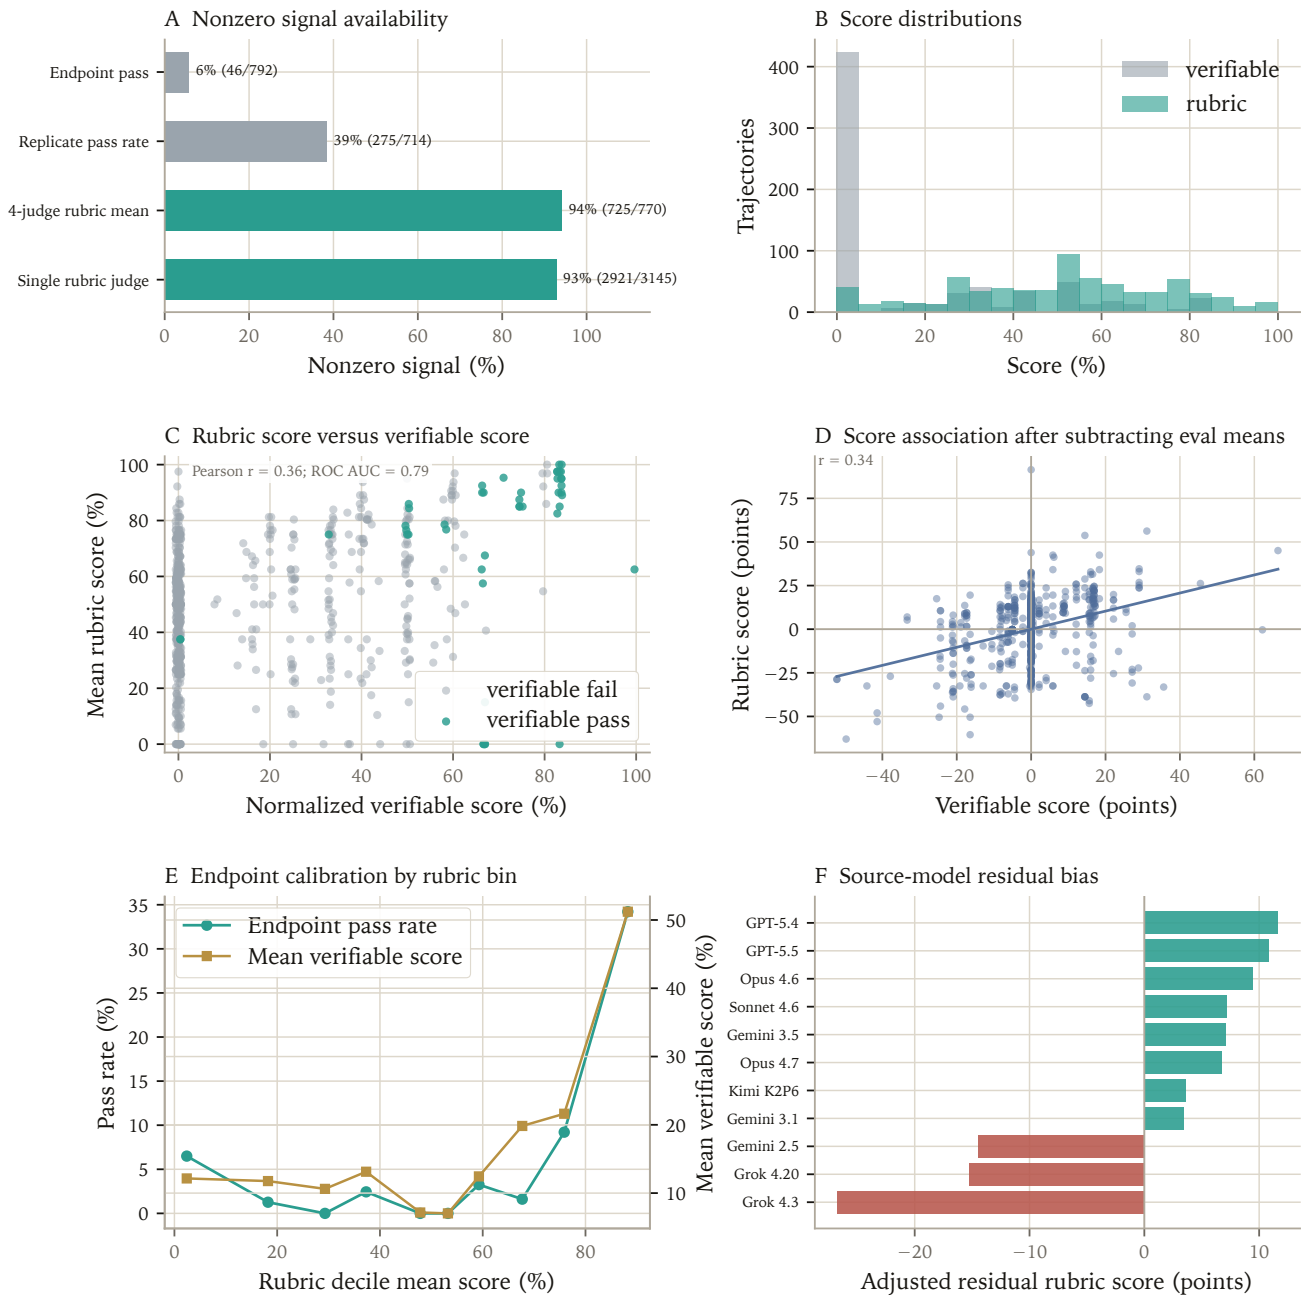 A Nonzero signal availability
Endpoint pass
6% (46/792)
Replicate pass rate
39% (275/714)
4-judge rubric mean
94% (725/770)
Single rubric judge
93% (2921/3145)
0 20 40 60 80 100
Nonzero signal (%)
B Score distributions
verifiable
rubric
400
300
200
100
0
Trajectories
0 20 40 60 80 100
Score (%)
C Rubric score versus verifiable score
Pearson r = 0.36; ROC AUC = 0.79
100
80
60
40
20
0
Mean rubric score (%)
verifiable fail
verifiable pass
0 20 40 60 80 100
Normalized verifiable score (%)
D Score association after subtracting eval means
r = 0.34
75
50
25
0
−25
−50
Rubric score (points)
−40 −20 0 20 40 60
Verifiable score (points)
E Endpoint calibration by rubric bin
Endpoint pass rate
Mean verifiable score
35
30
25
20
15
10
5
0
Pass rate (%)
50
40
30
20
10
Mean verifiable score (%)
0 20 40 60 80
Rubric decile mean score (%)
F Source-model residual bias
GPT-5.4
GPT-5.5
Opus 4.6
Sonnet 4.6
Gemini 3.5
Opus 4.7
Kimi K2P6
Gemini 3.1
Gemini 2.5
Grok 4.20
Grok 4.3
−20 −10 0 10
Adjusted residual rubric score (points)